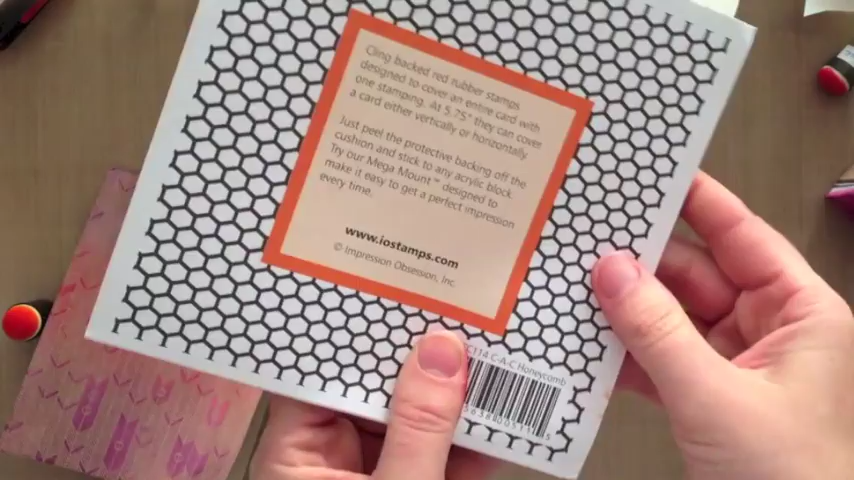 Cling backed red rubber stamps
designed to cover an entire card with
one stamping. At 5.75" they can cover
a card either vertically or horizontally.
Just peel the protective backing off the
cushion and stick to any acrylic block.
Try our Mega Mount™ designed to
make it easy to get a perfect impression
every time.
www.iostamps.com
© Impression Obsession, Inc.
114 C-A-C Honeycomb